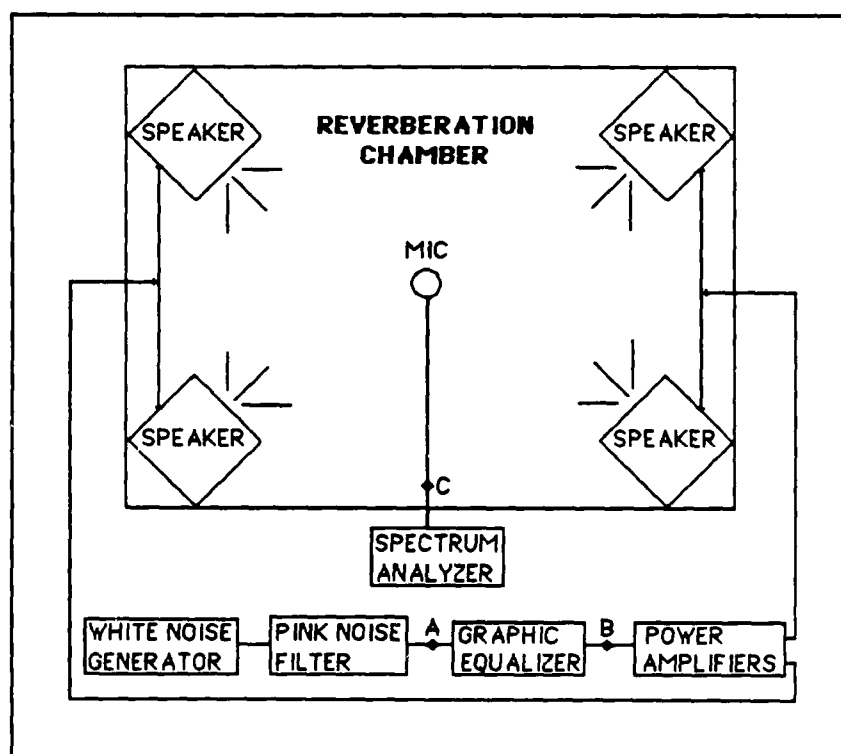 SPEAKER
REVERBERATION
CHAMBER
SPEAKER
MIC
SPEAKER
SPEAKER
C
SPECTRUM
ANALYZER
WHITE NOISE
GENERATOR
PINK NOISE
FILTER
A
GRAPHIC
EQUALIZER
B
POWER
AMPLIFIERS